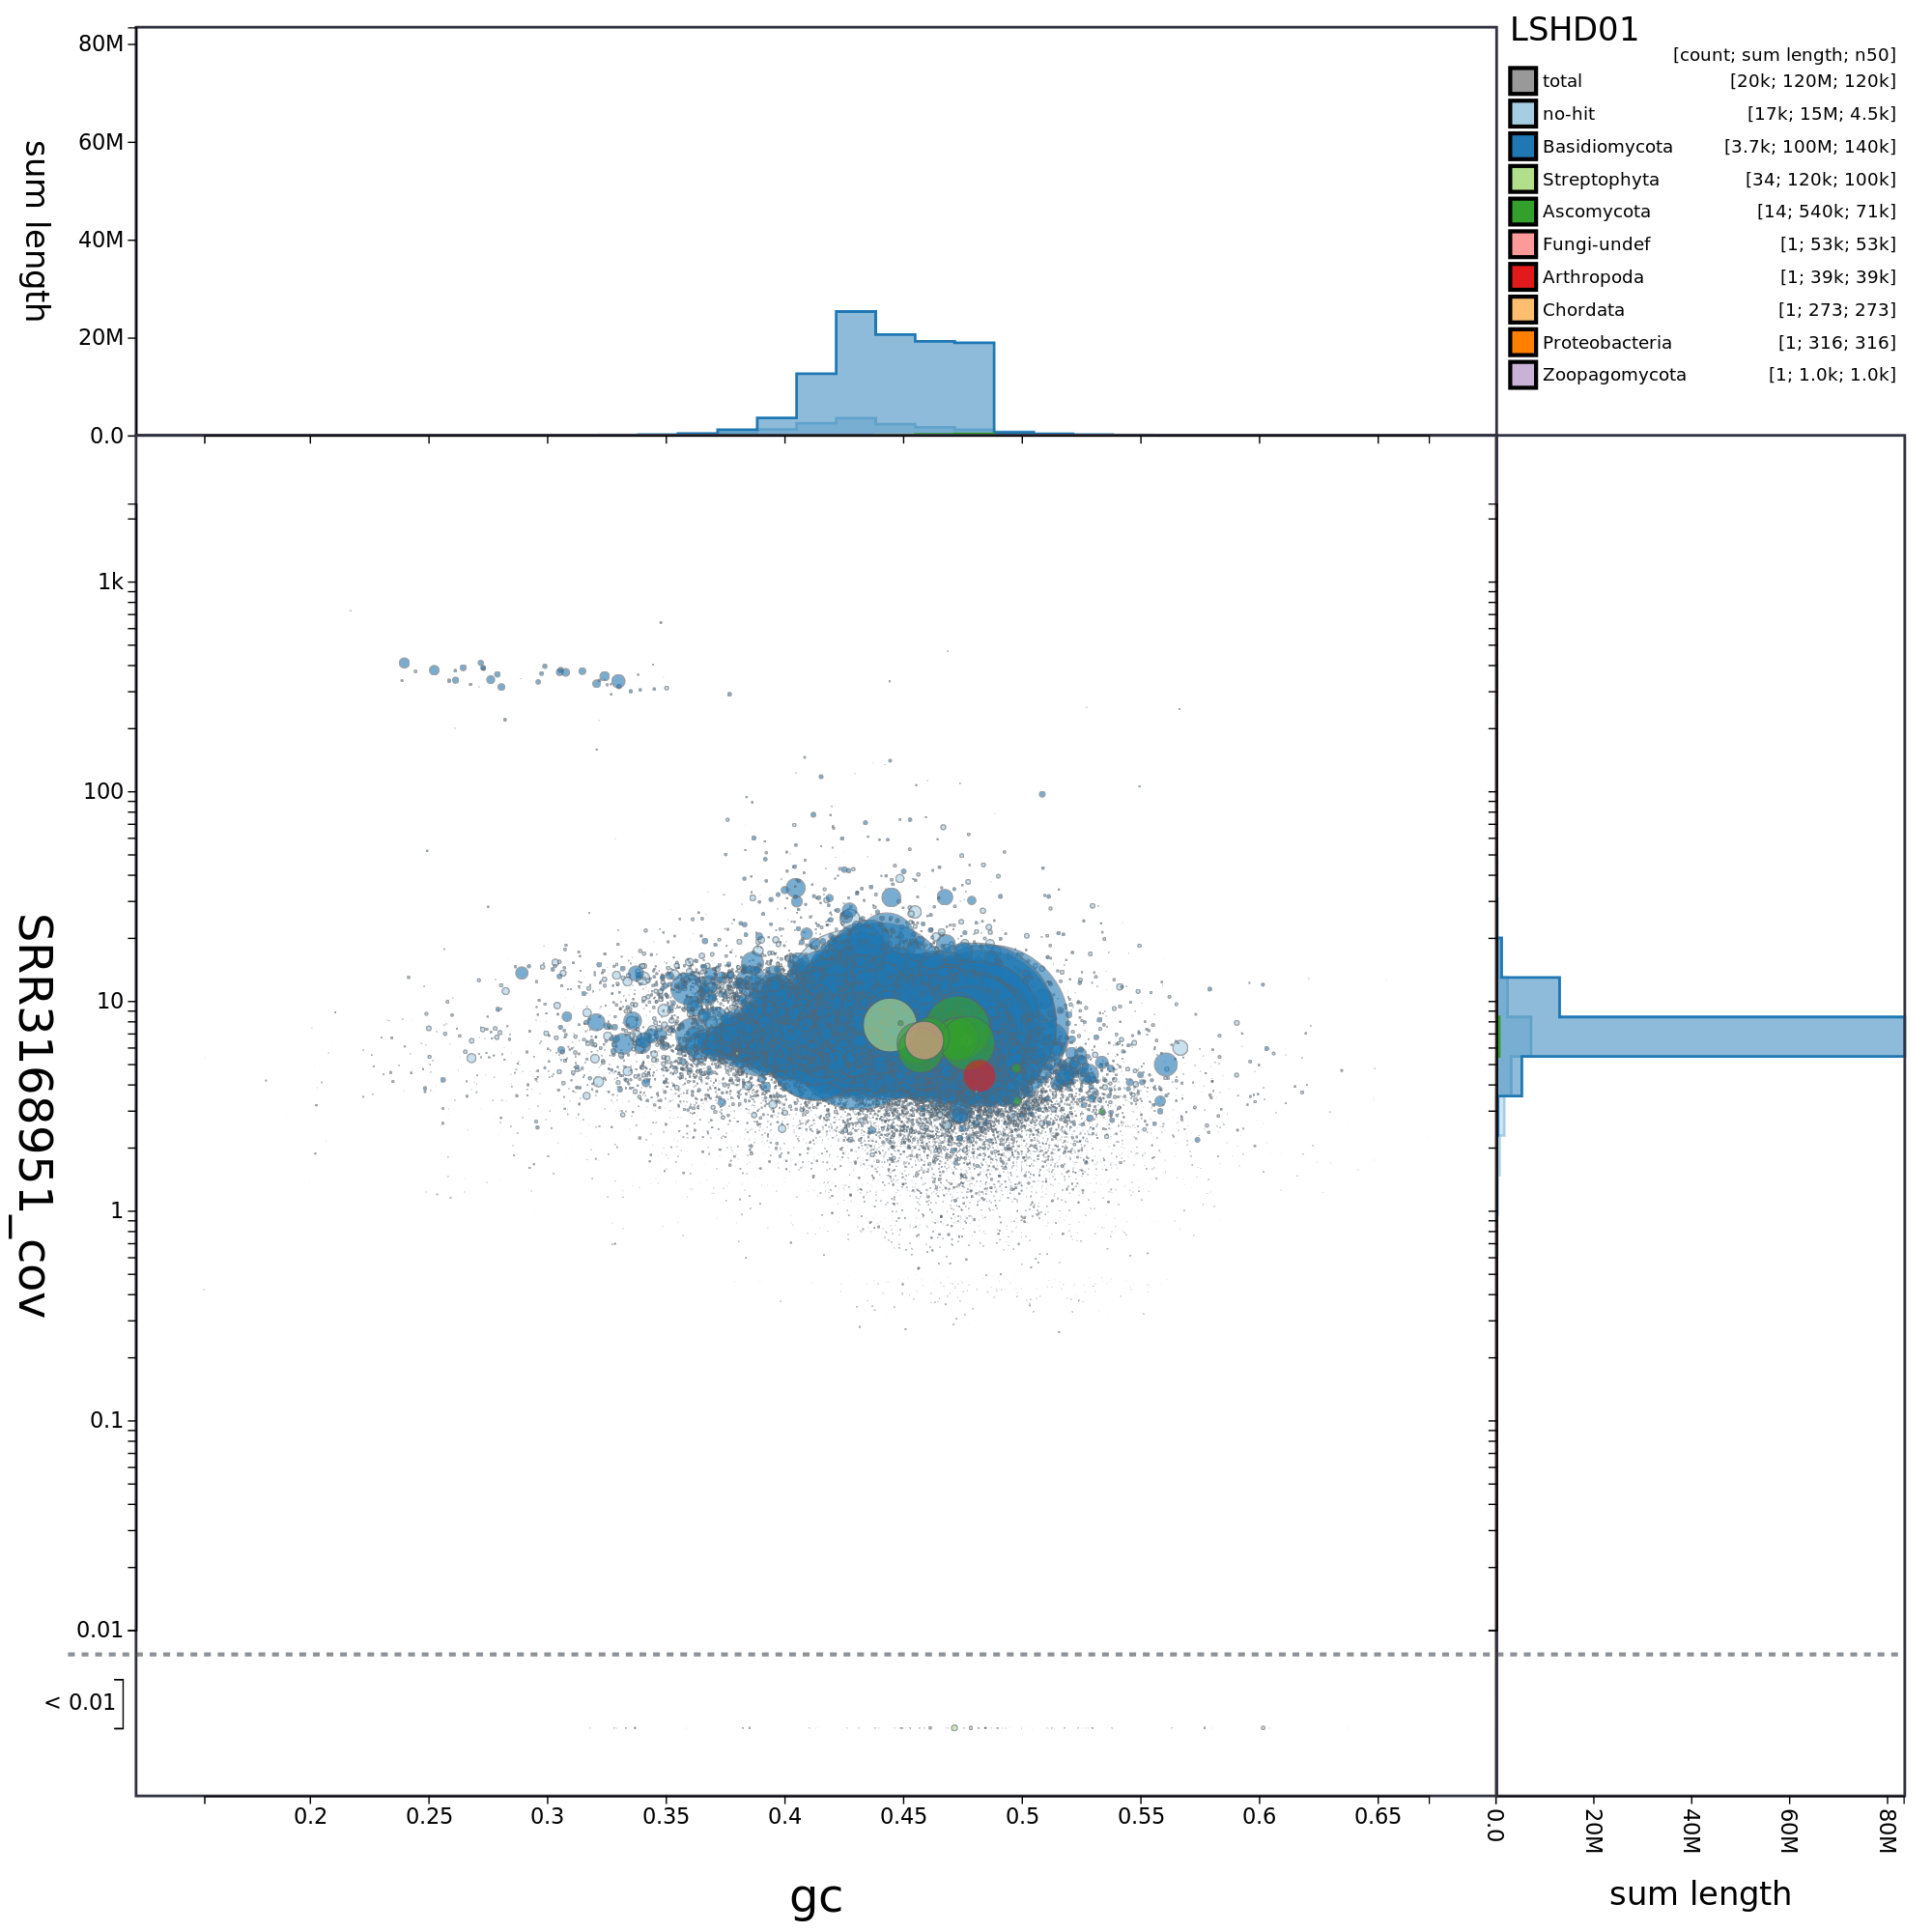 LSHD01
[count; sum length; n50]
total [20k; 120M; 120k]
no-hit [17k; 15M; 4.5k]
Basidiomycota [3.7k; 100M; 140k]
Streptophyta [34; 120k; 100k]
Ascomycota [14; 540k; 71k]
Fungi-undef [1; 53k; 53k]
Arthropoda [1; 39k; 39k]
Chordata [1; 273; 273]
Proteobacteria [1; 316; 316]
Zoopagomycota [1; 1.0k; 1.0k]
sum length
80M
60M
40M
20M
0.0
SRR3168951_cov
1k
100
10
1
0.1
0.01
< 0.01
0.2 0.25 0.3 0.35 0.4 0.45 0.5 0.55 0.6 0.65
gc
0.0 20M 40M 60M 80M
sum length